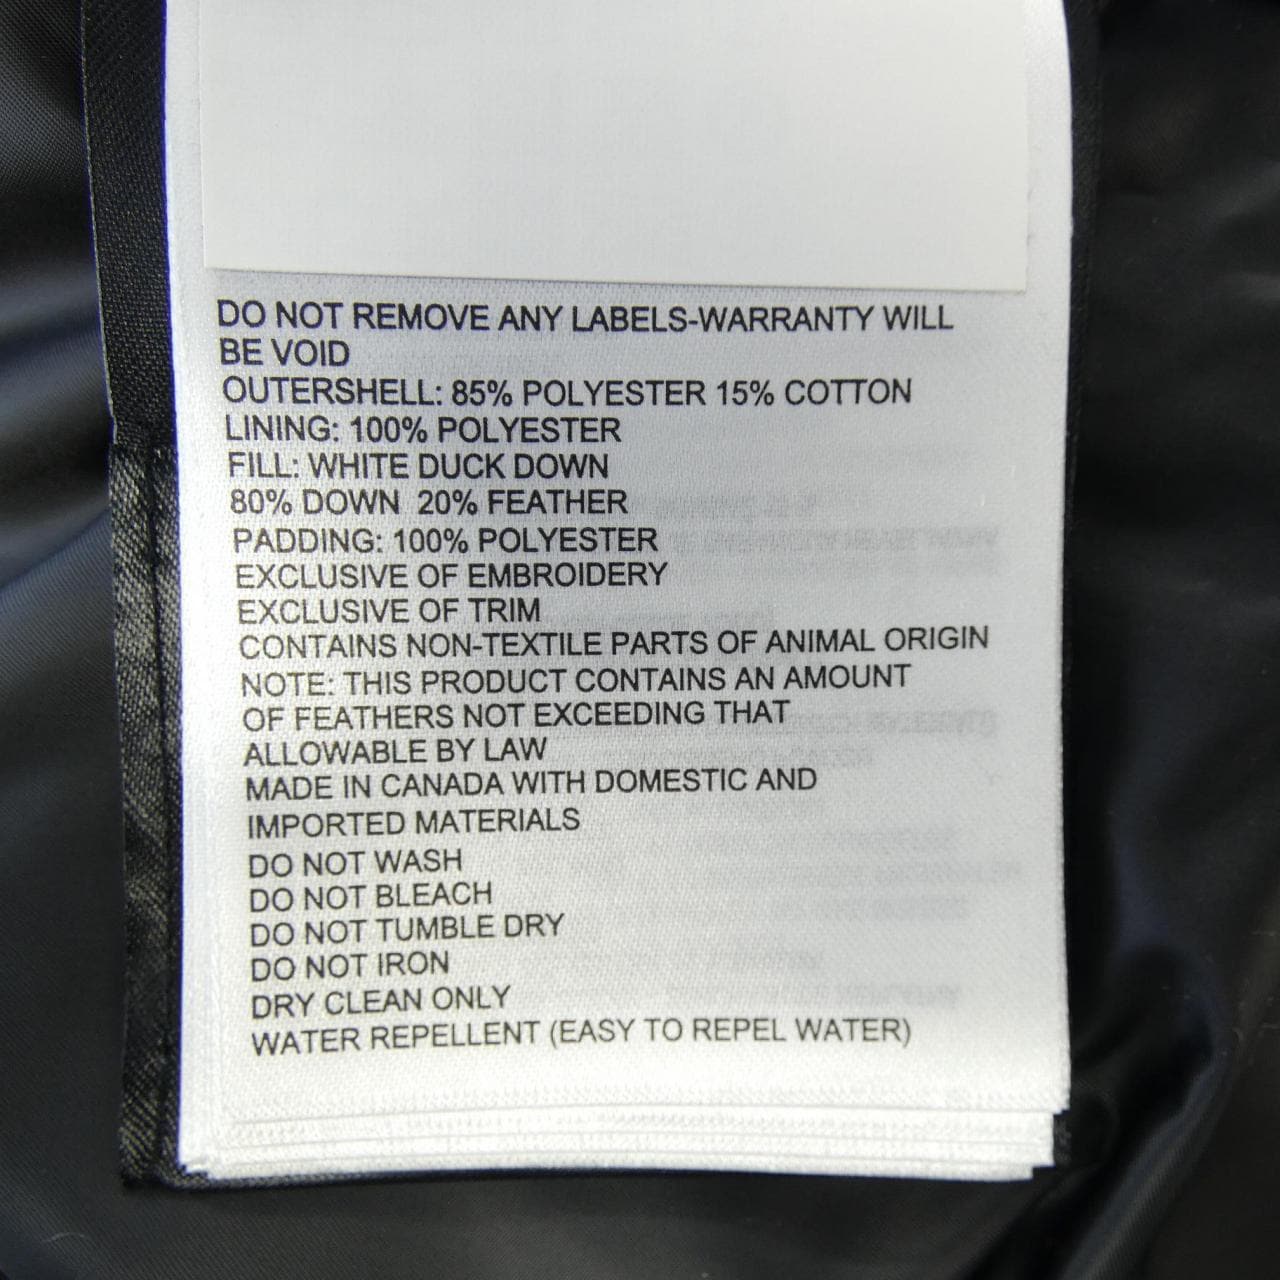 DO NOT REMOVE ANY LABELS-WARRANTY WILL
BE VOID
OUTERSHELL: 85% POLYESTER 15% COTTON
LINING: 100% POLYESTER
FILL: WHITE DUCK DOWN
80% DOWN 20% FEATHER
PADDING: 100% POLYESTER
EXCLUSIVE OF EMBROIDERY
EXCLUSIVE OF TRIM
CONTAINS NON-TEXTILE PARTS OF ANIMAL ORIGIN
NOTE: THIS PRODUCT CONTAINS AN AMOUNT
OF FEATHERS NOT EXCEEDING THAT
ALLOWABLE BY LAW
MADE IN CANADA WITH DOMESTIC AND
IMPORTED MATERIALS
DO NOT WASH
DO NOT BLEACH
DO NOT TUMBLE DRY
DO NOT IRON
DRY CLEAN ONLY
WATER REPELLENT (EASY TO REPEL WATER)